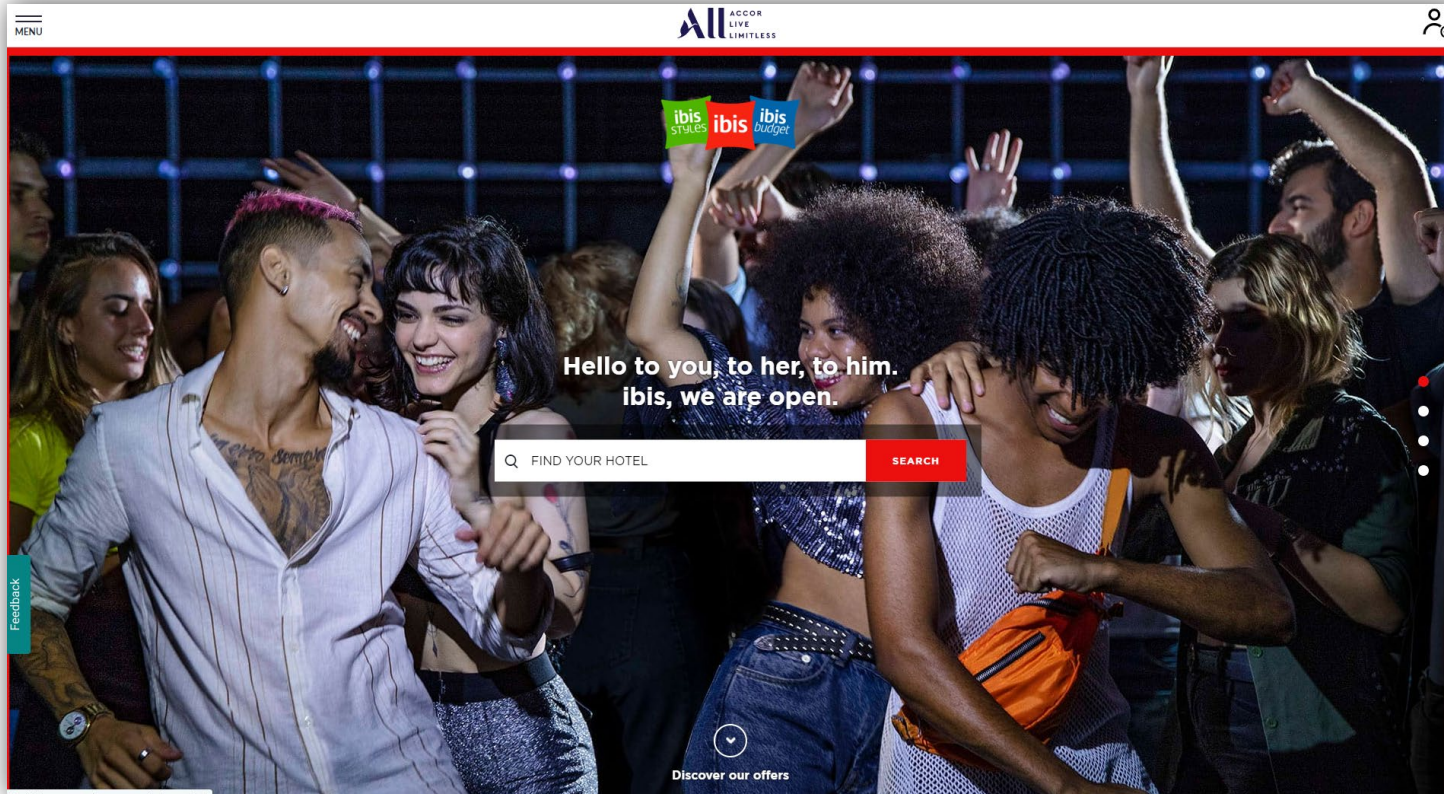 MENU
All ACCOR
LIVE
LIMITLESS
ibis
STYLES
ibis
ibis
budget
Hello to you, to her, to him.
ibis, we are open.
FIND YOUR HOTEL
SEARCH
Feedback
Discover our offers